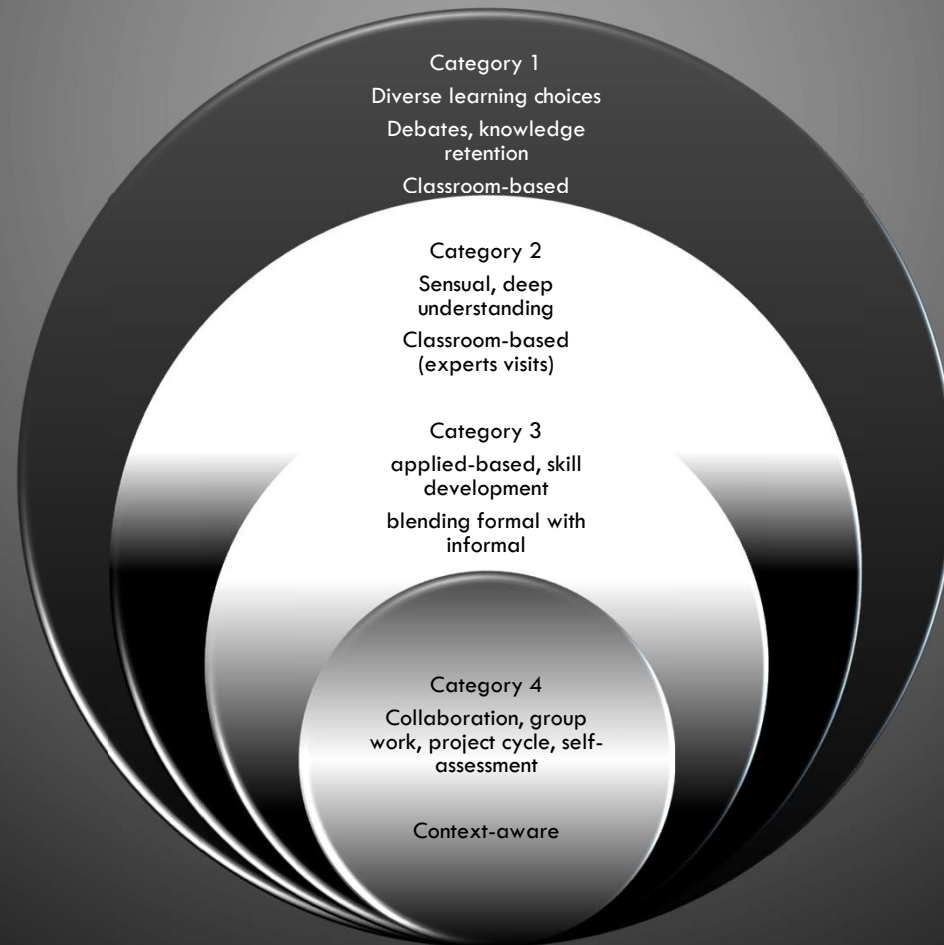 Category 1
Diverse learning choices
Debates, knowledge
retention
Classroom-based
Category 2
Sensual, deep
understanding
Classroom-based
(experts visits)
Category 3
applied-based, skill
development
blending formal with
informal
Category 4
Collaboration, group
work, project cycle, self-
assessment
Context-aware